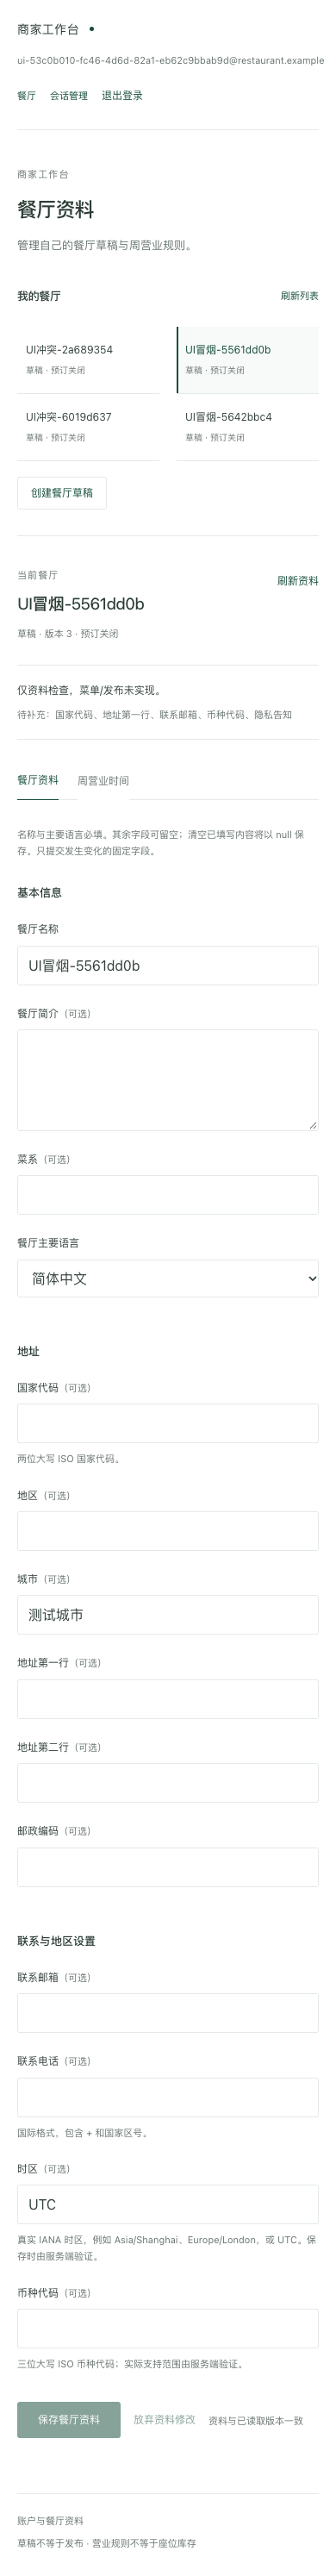 商家工作台
ui-53c0b010-fc46-4d6d-82a1-eb62c9bbab9d@restaurant.example
餐厅 会话管理 退出登录
商家工作台
餐厅资料
管理自己的餐厅草稿与周营业规则。
我的餐厅 刷新列表
UI冲突-2a689354
草稿 · 预订关闭
UI冒烟-5561dd0b
草稿 · 预订关闭
UI冲突-6019d637
草稿 · 预订关闭
UI冒烟-5642bbc4
草稿 · 预订关闭
创建餐厅草稿
当前餐厅
刷新资料
UI冒烟-5561dd0b
草稿 · 版本 3 · 预订关闭
仅资料检查，菜单/发布未实现。
待补充：国家代码、地址第一行、联系邮箱、币种代码、隐私告知
餐厅资料 周营业时间
名称与主要语言必填。其余字段可留空；清空已填写内容将以 null 保
存。只提交发生变化的固定字段。
基本信息
餐厅名称
UI冒烟-5561dd0b
餐厅简介（可选）
菜系（可选）
餐厅主要语言
简体中文
地址
国家代码（可选）
两位大写 ISO 国家代码。
地区（可选）
城市（可选）
测试城市
地址第一行（可选）
地址第二行（可选）
邮政编码（可选）
联系与地区设置
联系邮箱（可选）
联系电话（可选）
国际格式，包含 + 和国家区号。
时区（可选）
UTC
真实 IANA 时区，例如 Asia/Shanghai、Europe/London，或 UTC。保
存时由服务端验证。
币种代码（可选）
三位大写 ISO 币种代码；实际支持范围由服务端验证。
保存餐厅资料 放弃资料修改 资料与已读取版本一致
账户与餐厅资料
草稿不等于发布 · 营业规则不等于座位库存